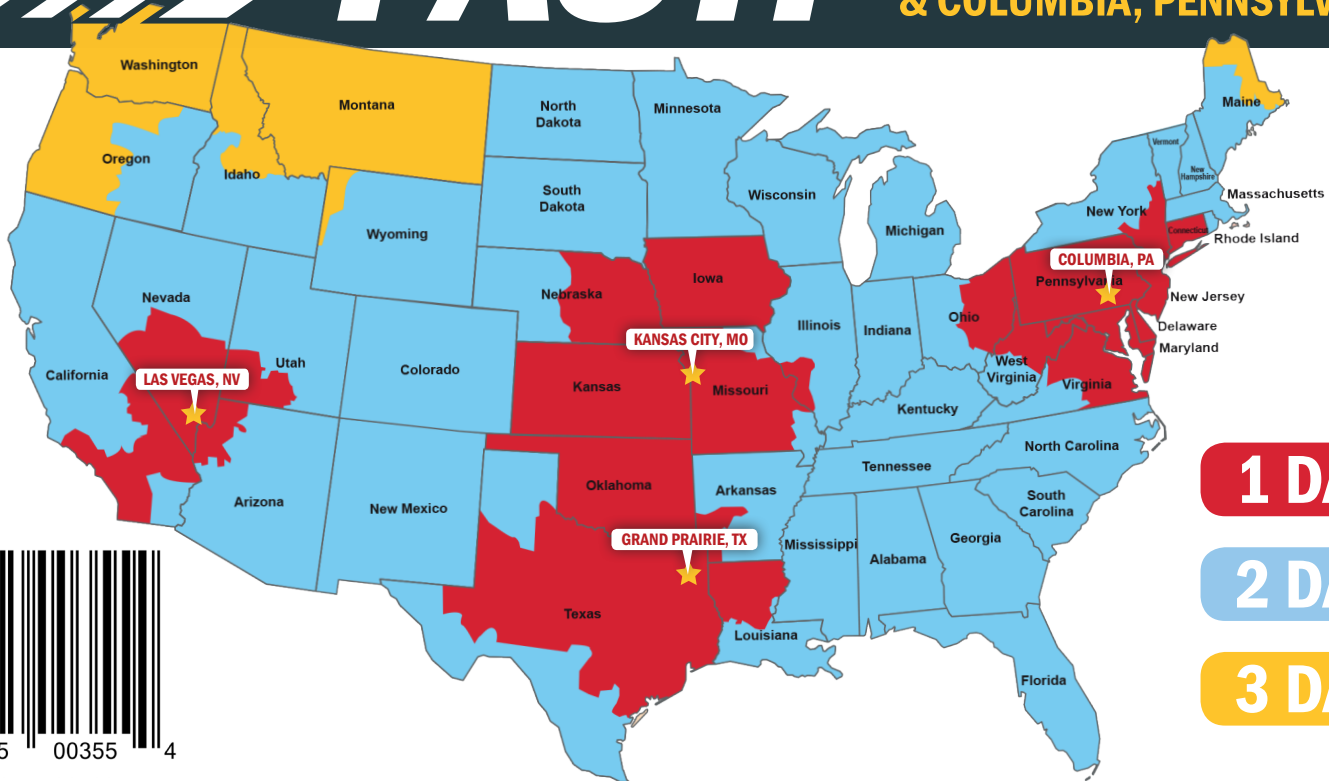 & COLUMBIA, PENNSYLV
Washington
Montana
North
Dakota
Minnesota
Maine
Oregon
Idaho
Vermont
New
Hampshire
South
Dakota
Wisconsin
Massachusetts
Wyoming
Michigan
New York
Connecticut
Rhode Island
COLUMBIA, PA
Iowa
Pennsylvania
Nevada
Nebraska
New Jersey
Illinois
Indiana
Ohio
Delaware
KANSAS CITY, MO
Maryland
Utah
California
LAS VEGAS, NV
Colorado
Kansas
Missouri
West
Virginia
Virginia
Kentucky
North Carolina
Tennessee
1 DA
Oklahoma
Arkansas
South
Carolina
Arizona
New Mexico
GRAND PRAIRIE, TX
Mississippi
Alabama
Georgia
2 DA
Texas
Louisiana
Florida
3 DA
5 00355 4